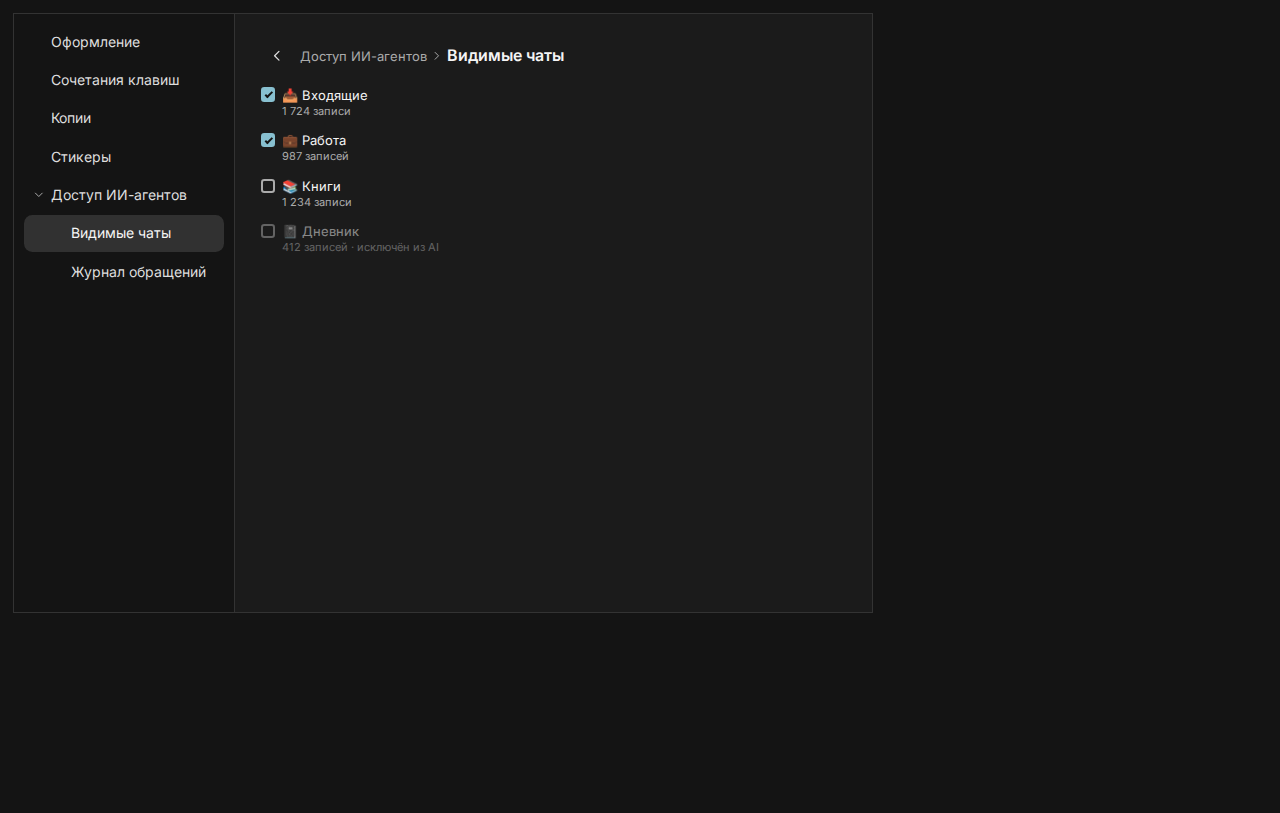 Оформление
Сочетания клавиш
Копии
Стикеры
Доступ ИИ-агентов
Видимые чаты
Журнал обращений
Доступ ИИ-агентов > Видимые чаты
Входящие
1 724 записи
Работа
987 записей
Книги
1 234 записи
Дневник
412 записей · исключён из AI